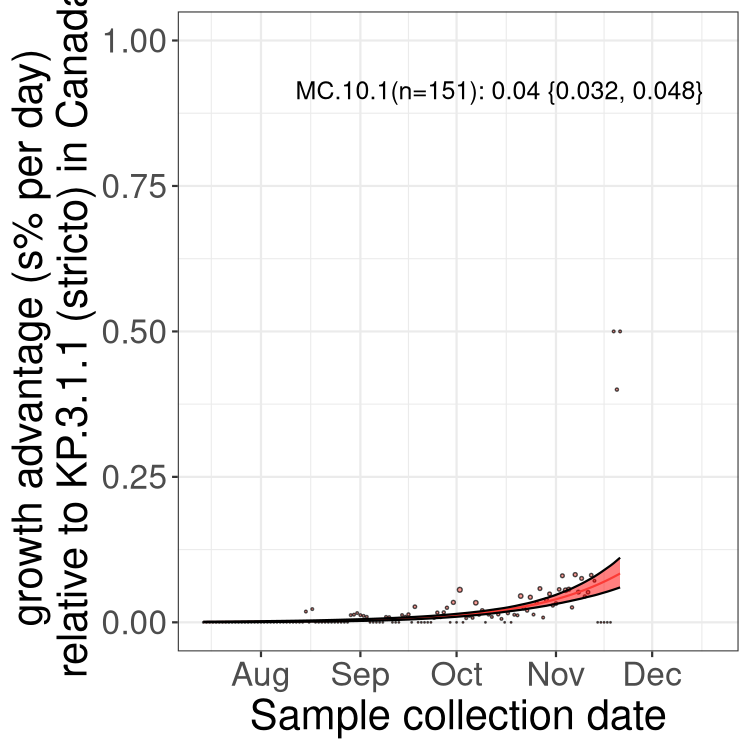 growth advantage (s% per day)
relative to KP.3.1.1 (stricto) in Canada
1.00
0.75
0.50
0.25
0.00
MC.10.1(n=151): 0.04 {0.032, 0.048}
Aug Sep Oct Nov Dec
Sample collection date